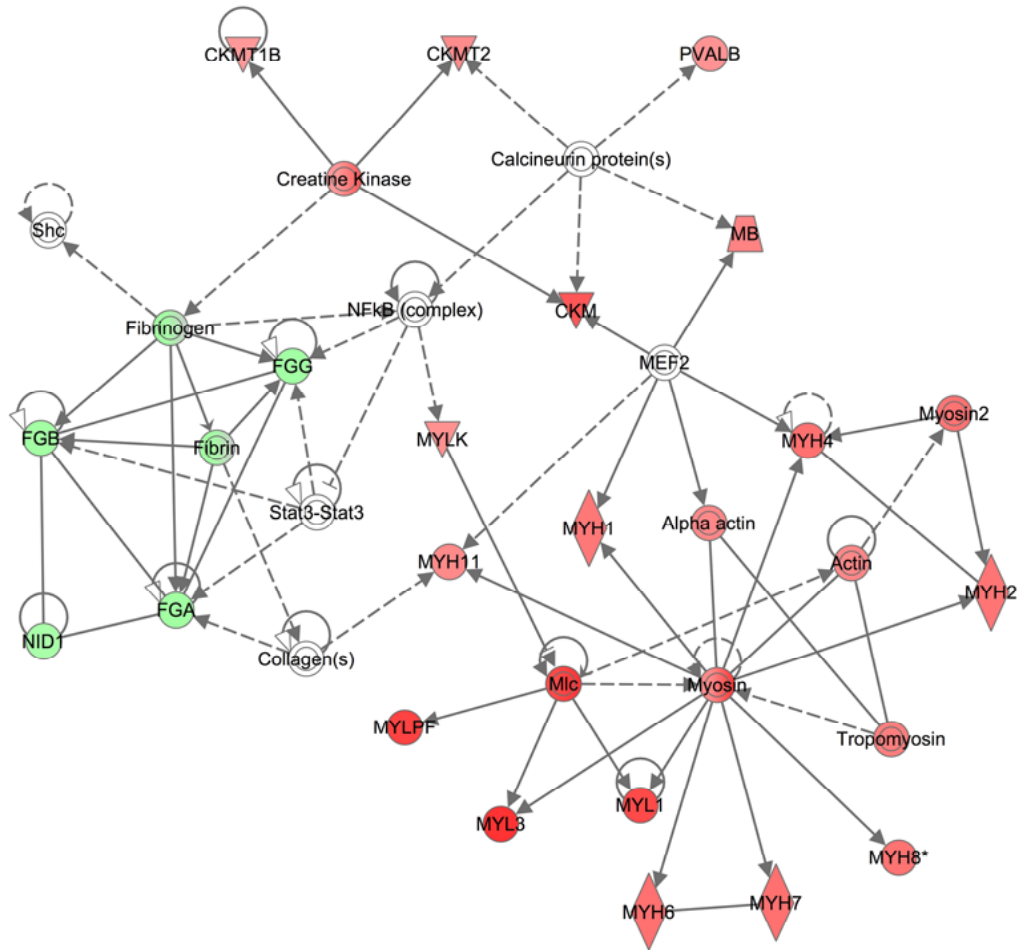 CKMT1B
CKMT2
PVALB
Calcineurin protein(s)
Creatine Kinase
Shc
MB
NFkB (complex)
CKM
Fibrinogen
FGG
MEF2
Myosin2
FGB
Fibrin
MYLK
MYH4
Stat3-Stat3
MYH1
Alpha actin
MYH11
Actin
MYH2
FGA
NID1
Collagen(s)
Mlc
Myosin
MYLPF
Tropomyosin
MYL1
MYL3
MYH8*
MYH6
MYH7